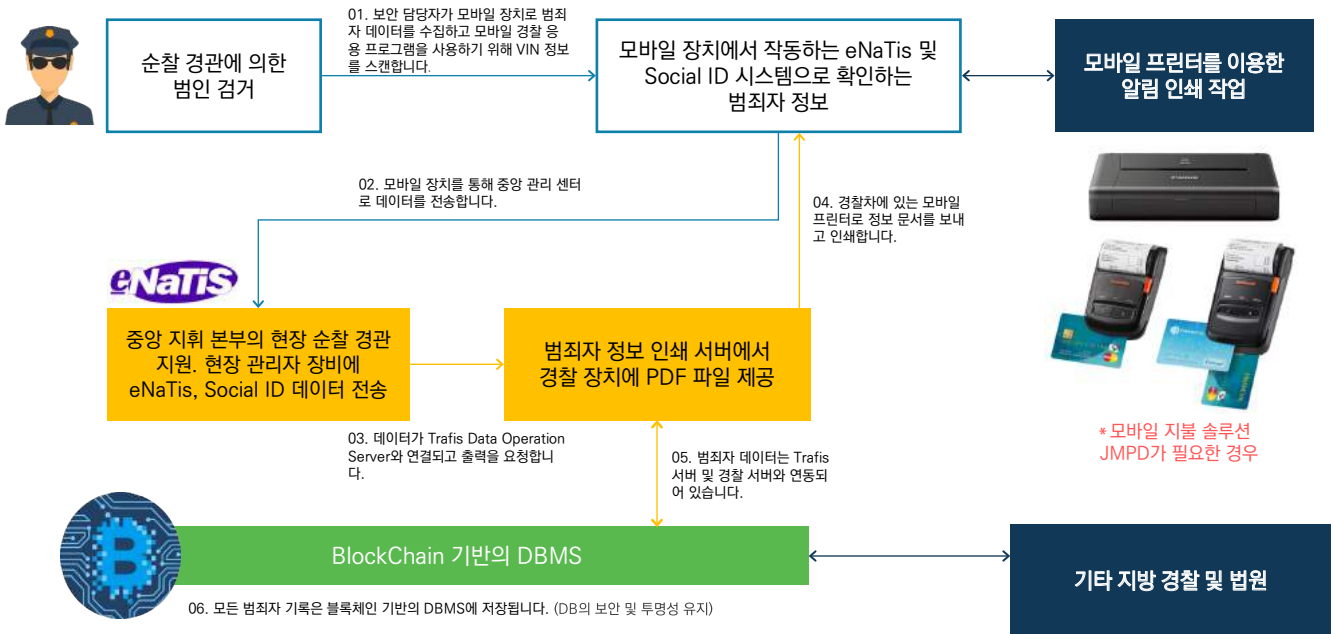 01. 보안 담당자가 모바일 장치로 범죄
자 데이터를 수집하고 모바일 경찰 응
용 프로그램을 사용하기 위해 VIN 정보
를 스캔합니다.
순찰 경관에 의한
범인 검거
모바일 장치에서 작동하는 eNaTis 및
Social ID 시스템으로 확인하는
범죄자 정보
모바일 프린터를 이용한
알림 인쇄 작업
02. 모바일 장치를 통해 중앙 관리 센터
로 데이터를 전송합니다.
04. 경찰차에 있는 모바일
프린터로 정보 문서를 보내
고 인쇄합니다.
eNaTiS
중앙 지휘 본부의 현장 순찰 경관
지원. 현장 관리자 장비에
eNaTis, Social ID 데이터 전송
범죄자 정보 인쇄 서버에서
경찰 장치에 PDF 파일 제공
03. 데이터가 Trafis Data Operation
Server와 연결되고 출력을 요청합니
다.
05. 범죄자 데이터는 Trafis
서버 및 경찰 서버와 연동되
어 있습니다.
*모바일 지불 솔루션
JMPD가 필요한 경우
BlockChain 기반의 DBMS
기타 지방 경찰 및 법원
06. 모든 범죄자 기록은 블록체인 기반의 DBMS에 저장됩니다. (DB의 보안 및 투명성 유지)